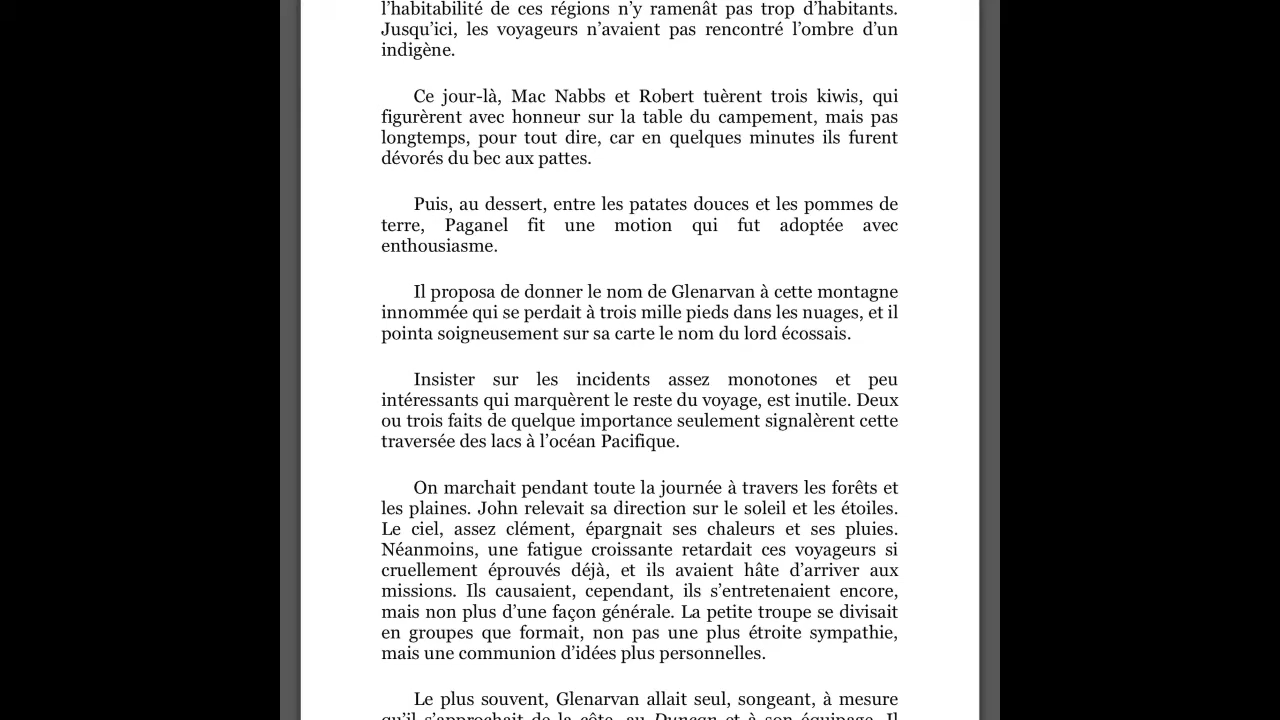 l’habitabilité de ces régions n’y ramenât pas trop d’habitants.
Jusqu’ici, les voyageurs n’avaient pas rencontré l’ombre d’un
indigène.
Ce jour-là, Mac Nabbs et Robert tuèrent trois kiwis, qui
figurèrent avec honneur sur la table du campement, mais pas
longtemps, pour tout dire, car en quelques minutes ils furent
dévorés du bec aux pattes.
Puis, au dessert, entre les patates douces et les pommes de
terre, Paganel fit une motion qui fut adoptée avec
enthousiasme.
Il proposa de donner le nom de Glenarvan à cette montagne
innommée qui se perdait à trois mille pieds dans les nuages, et il
pointa soigneusement sur sa carte le nom du lord écossais.
Insister sur les incidents assez monotones et peu
intéressants qui marquèrent le reste du voyage, est inutile. Deux
ou trois faits de quelque importance seulement signalèrent cette
traversée des lacs à l’océan Pacifique.
On marchait pendant toute la journée à travers les forêts et
les plaines. John relevait sa direction sur le soleil et les étoiles.
Le ciel, assez clément, épargnait ses chaleurs et ses pluies.
Néanmoins, une fatigue croissante retardait ces voyageurs si
cruellement éprouvés déjà, et ils avaient hâte d’arriver aux
missions. Ils causaient, cependant, ils s’entretenaient encore,
mais non plus d’une façon générale. La petite troupe se divisait
en groupes que formait, non pas une plus étroite sympathie,
mais une communion d’idées plus personnelles.
Le plus souvent, Glenarvan allait seul, songeant, à mesure
qu’il s’approchait de la côte, au Duncan et à son équipage. Il